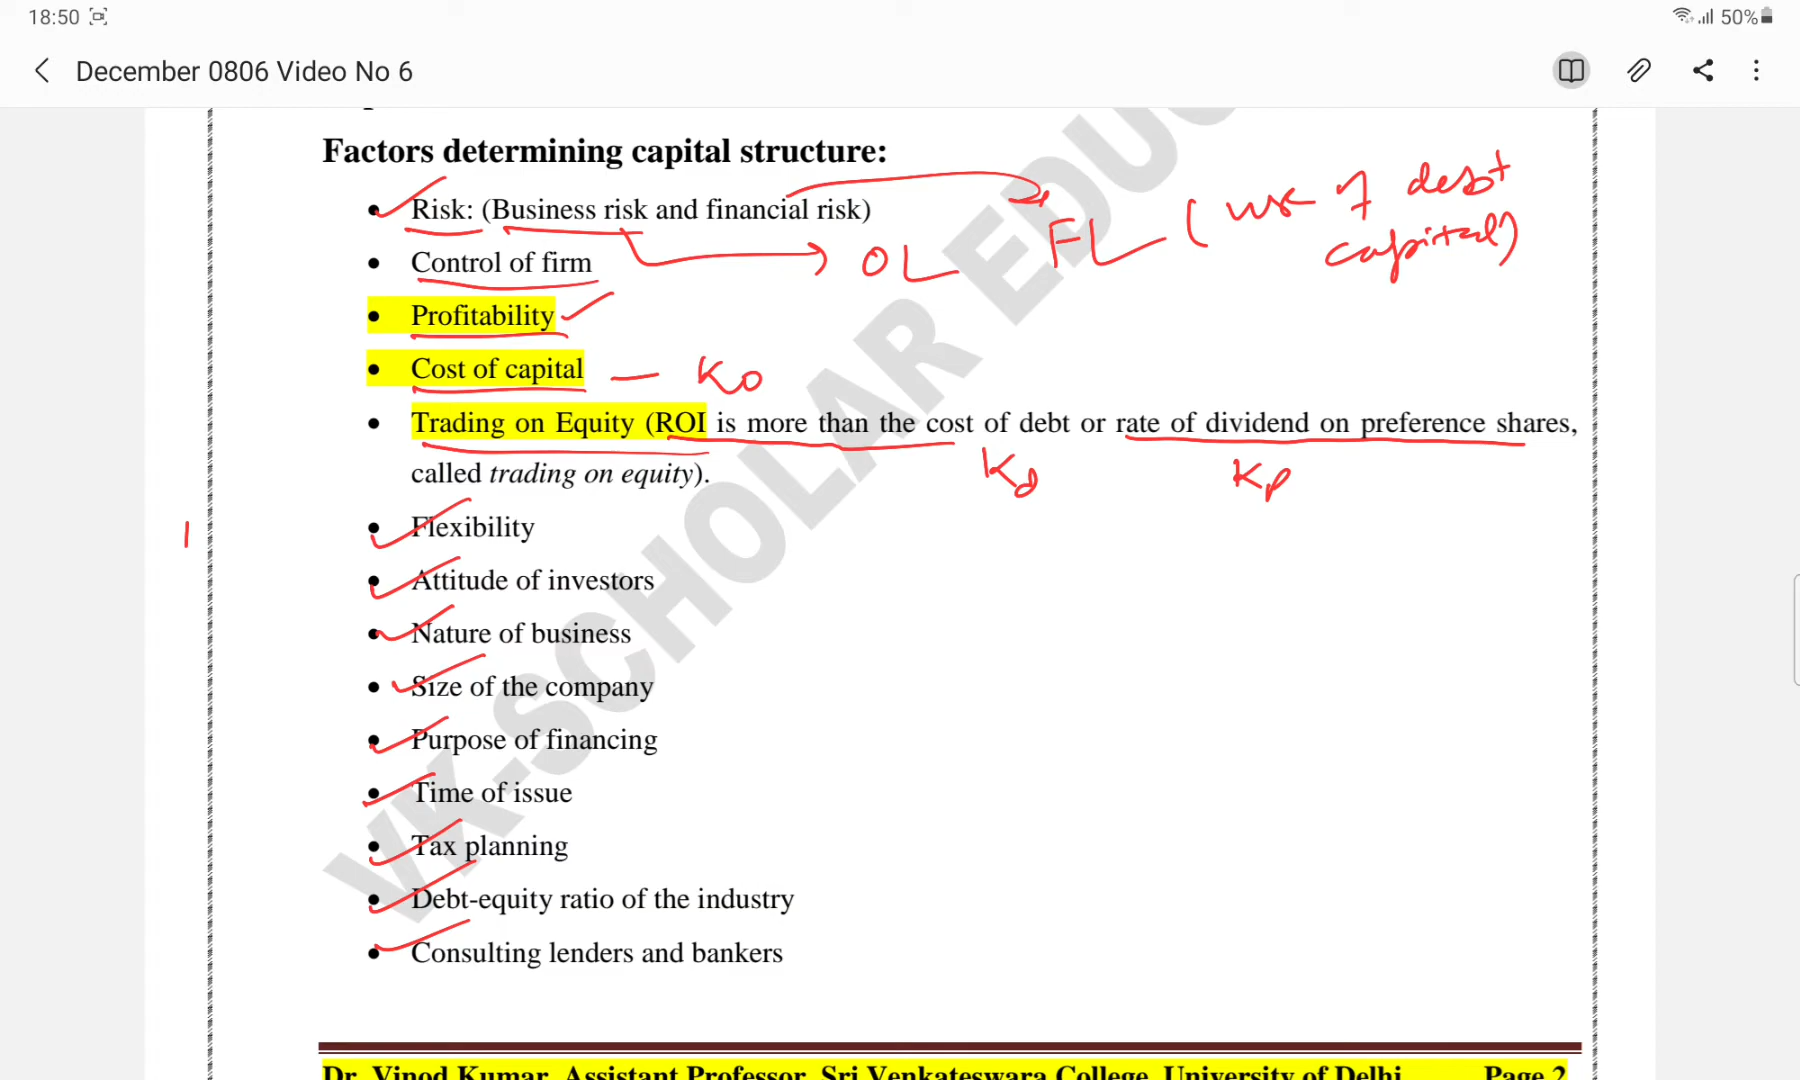 18:50 50%
December 0806 Video No 6
Factors determining capital structure:
• Risk: (Business risk and financial risk)
OL FL (use of debt
capital)
• Control of firm
• Profitability
• Cost of capital — Ko
• Trading on Equity (ROI is more than the cost of debt or rate of dividend on preference shares,
called trading on equity).
Kd Kp
• Flexibility
• Attitude of investors
• Nature of business
• Size of the company
• Purpose of financing
• Time of issue
• Tax planning
• Debt-equity ratio of the industry
• Consulting lenders and bankers
VK-SCHOLAR EDUC
Dr. Vinod Kumar, Assistant Professor, Sri Venkateswara College, University of Delhi Page 2